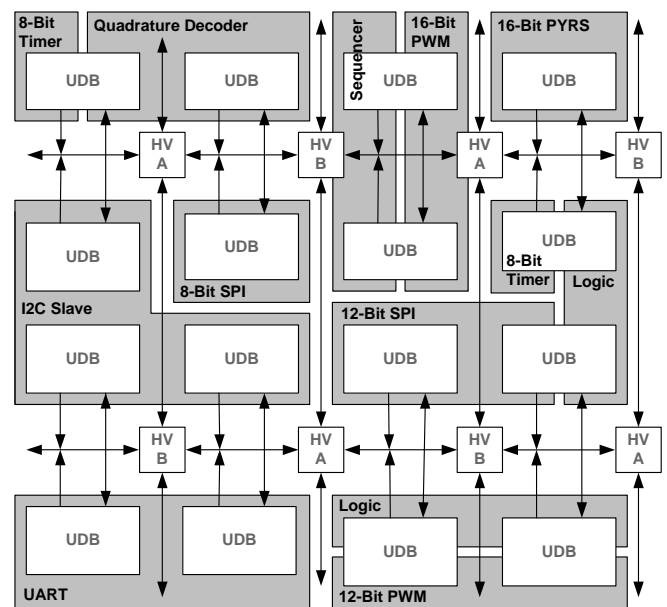 8-Bit
Timer
Quadrature Decoder
Sequencer
16-Bit
PWM
16-Bit PYRS
UDB
UDB
UDB
UDB
HV
A
HV
B
HV
A
HV
B
UDB
UDB
UDB
UDB
8-Bit SPI
8-Bit
Timer
Logic
I2C Slave
12-Bit SPI
UDB
UDB
UDB
UDB
HV
B
HV
A
HV
B
HV
A
Logic
UDB
UDB
UDB
UDB
UART
12-Bit PWM